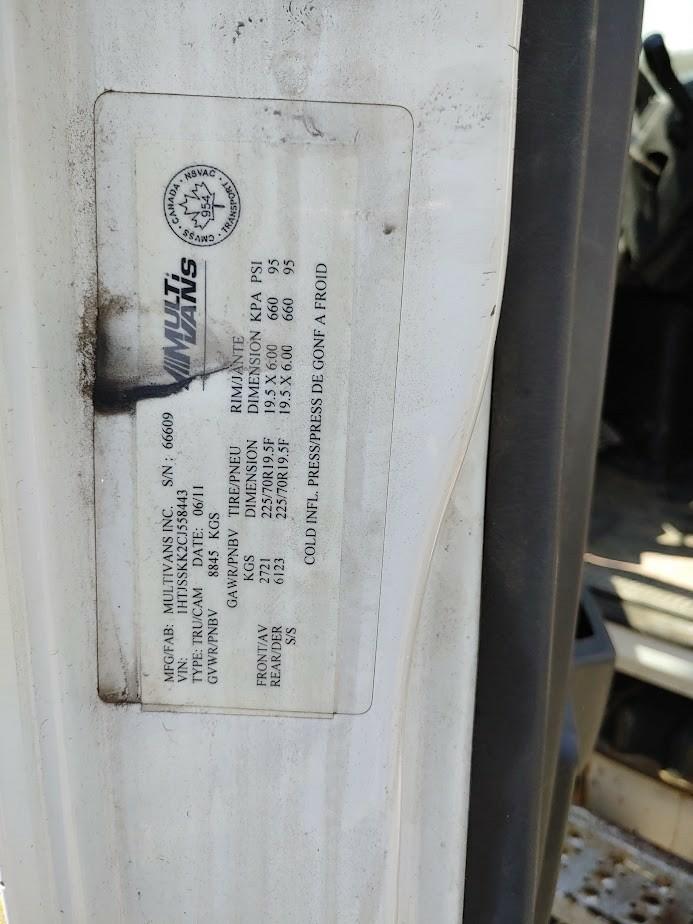 MFG/FAB: MULTIVANS INC. S/N: 66609
VIN: 1HTJSSKK2CJ558443
TYPE: TRU/CAM DATE: 06/11
GVWR/PNBV 8845 KGS
MULTI
VANS
CANADA · NSVAC · TRANSPORT · CMVSS ·
954
GAWR/PNBV TIRE/PNEU RIM/JANTE
KGS DIMENSION DIMENSION KPA PSI
FRONT/AV 2721 225/70R19.5F 19.5 X 6.00 660 95
REAR/DER 6123 225/70R19.5F 19.5 X 6.00 660 95
S/S
COLD INFL. PRESS/PRESS DE GONF A FROID